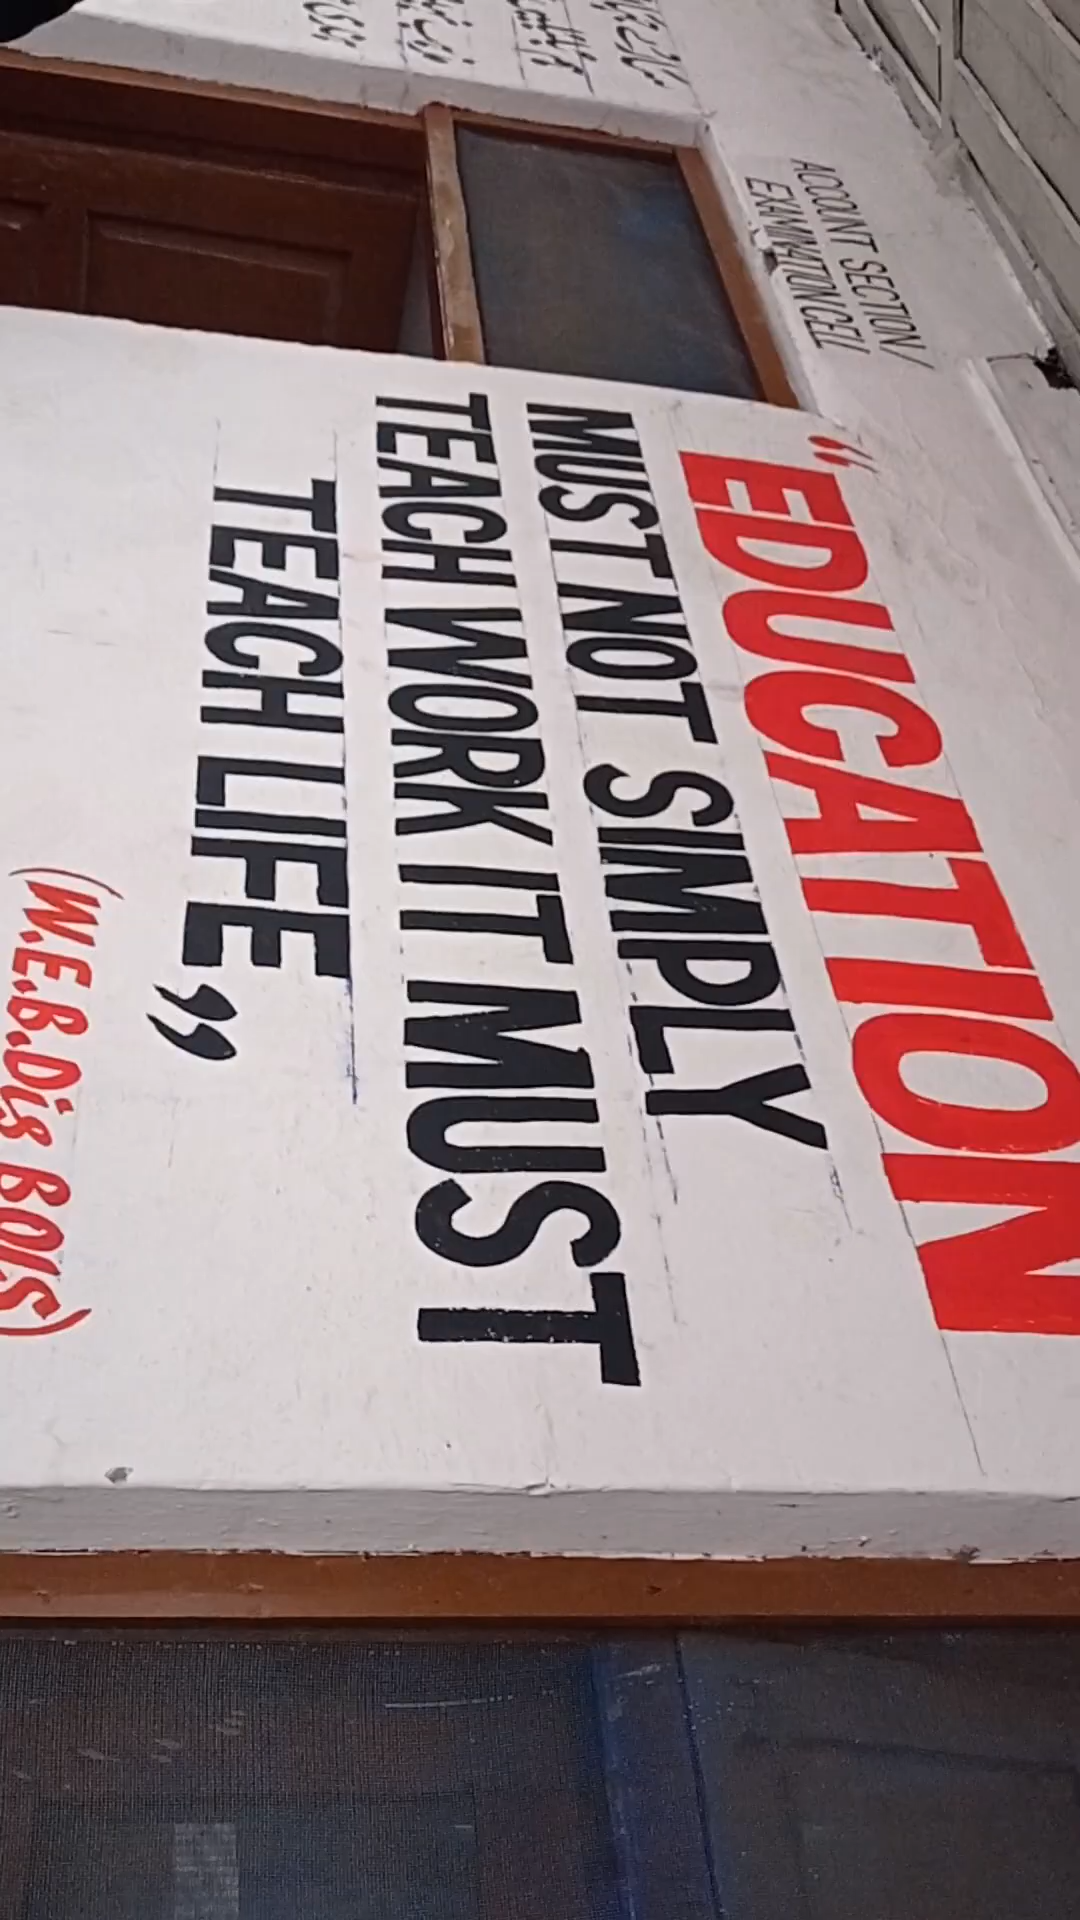 ACCOUNT SECTION/
EXAMINATION CELL
“EDUCATION
MUST NOT SIMPLY
TEACH WORK IT MUST
TEACH LIFE”
(W.E.B.Dis BOIS)